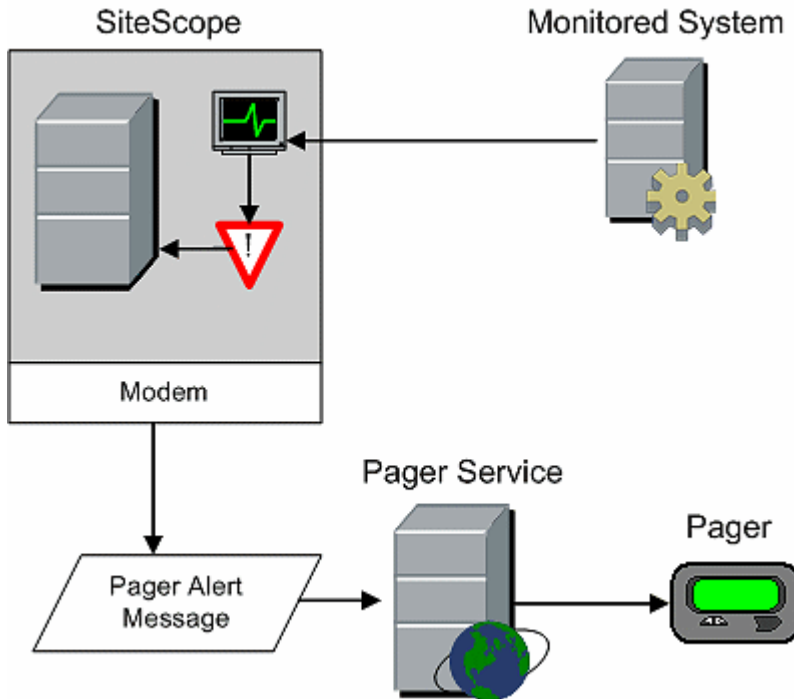 SiteScope
Monitored System
!
Modem
Pager Service
Pager
Pager Alert
Message